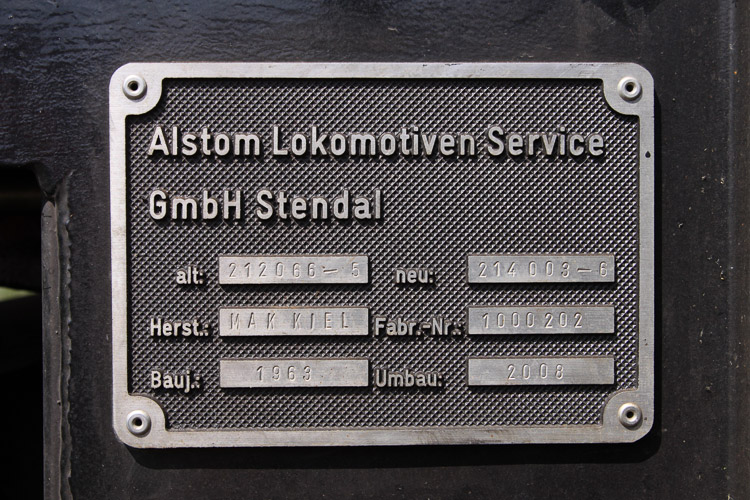 Alstom Lokomotiven Service
GmbH Stendal
alt: 212066-5 neu: 214003-6
Herst.: MAK KIEL Fabr.-Nr.: 1000202
Bauj.: 1963 Umbau: 2008